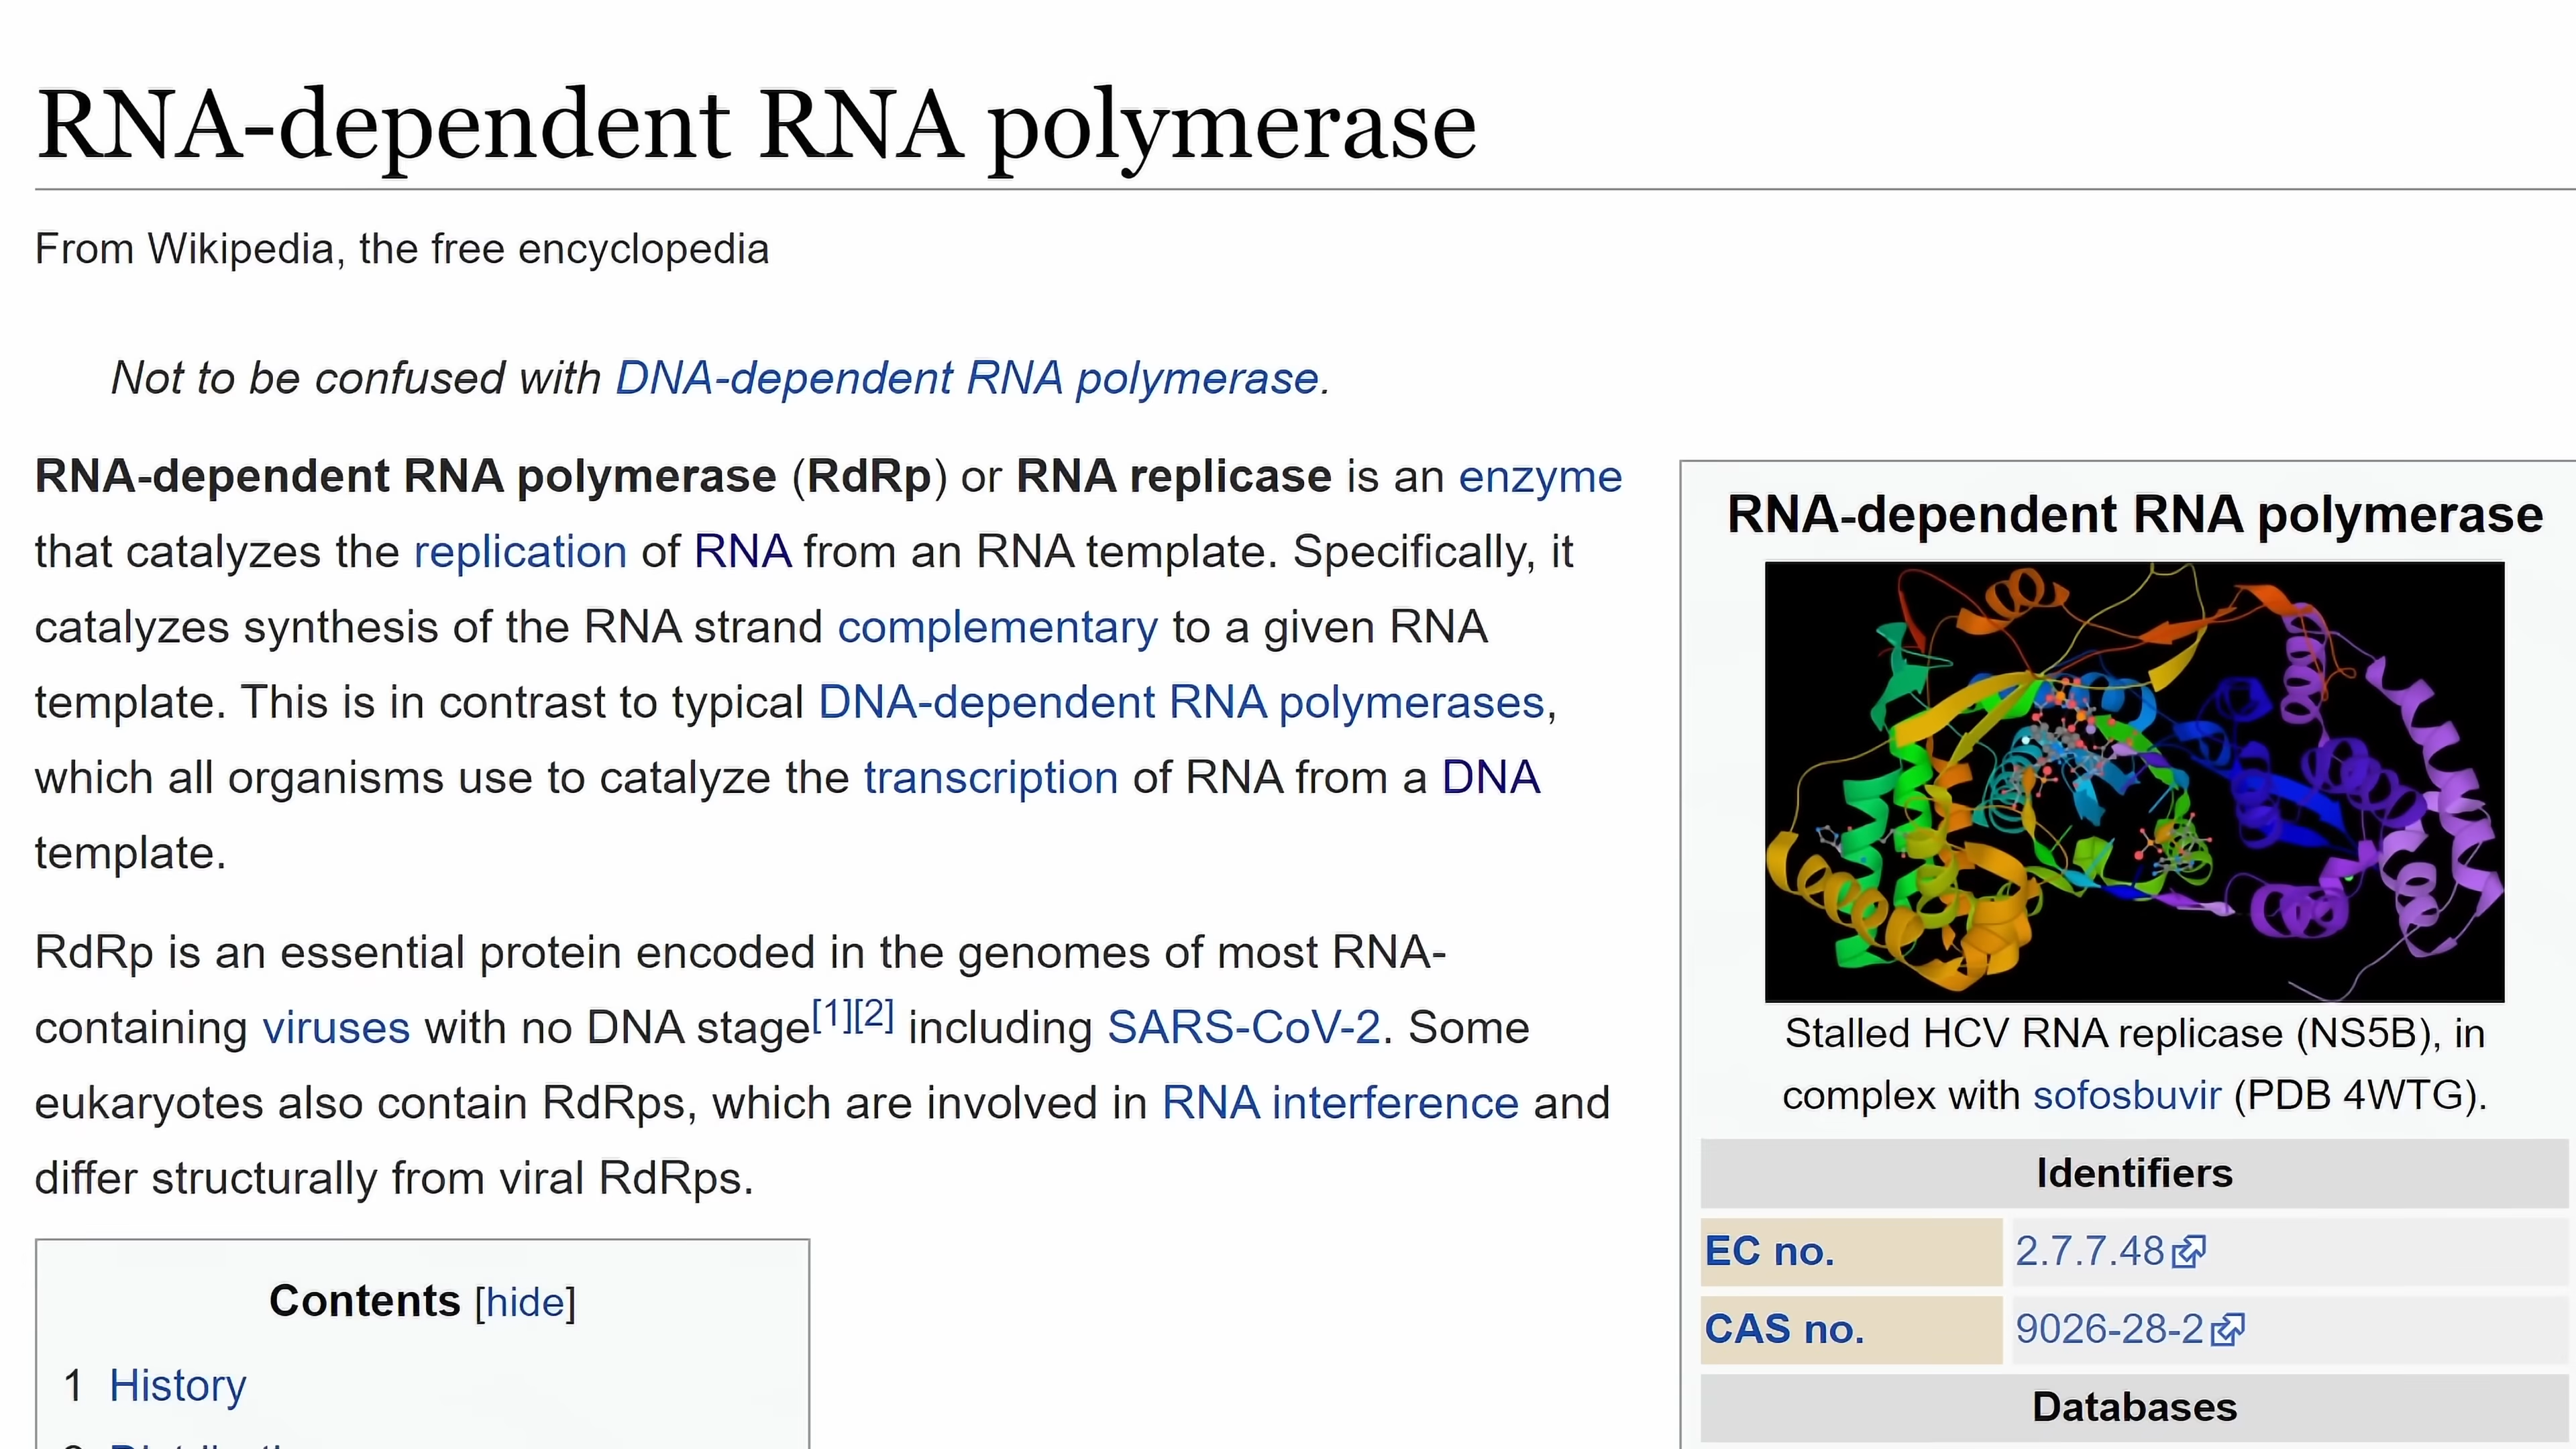 RNA-dependent RNA polymerase
From Wikipedia, the free encyclopedia
Not to be confused with DNA-dependent RNA polymerase.
RNA-dependent RNA polymerase (RdRp) or RNA replicase is an enzyme
that catalyzes the replication of RNA from an RNA template. Specifically, it
catalyzes synthesis of the RNA strand complementary to a given RNA
template. This is in contrast to typical DNA-dependent RNA polymerases,
which all organisms use to catalyze the transcription of RNA from a DNA
template.
RdRp is an essential protein encoded in the genomes of most RNA-
containing viruses with no DNA stage[1][2] including SARS-CoV-2. Some
eukaryotes also contain RdRps, which are involved in RNA interference and
differ structurally from viral RdRps.
Contents [hide]
1 History
RNA-dependent RNA polymerase
Stalled HCV RNA replicase (NS5B), in
complex with sofosbuvir (PDB 4WTG).
Identifiers
EC no. 2.7.7.48
CAS no. 9026-28-2
Databases